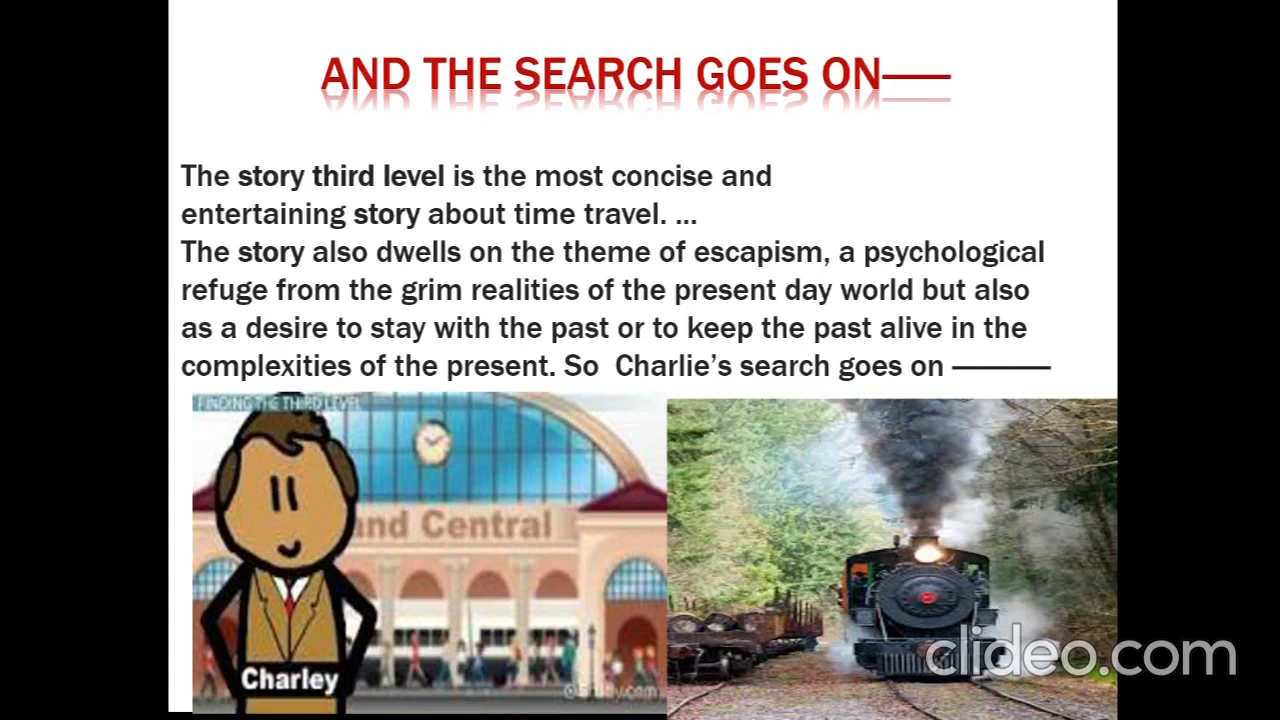 AND THE SEARCH GOES ON——
The story third level is the most concise and
entertaining story about time travel. ...
The story also dwells on the theme of escapism, a psychological
refuge from the grim realities of the present day world but also
as a desire to stay with the past or to keep the past alive in the
complexities of the present. So  Charlie's search goes on ————
FINDING THE THIRD LEVEL
and Central
Charley
clideo.com